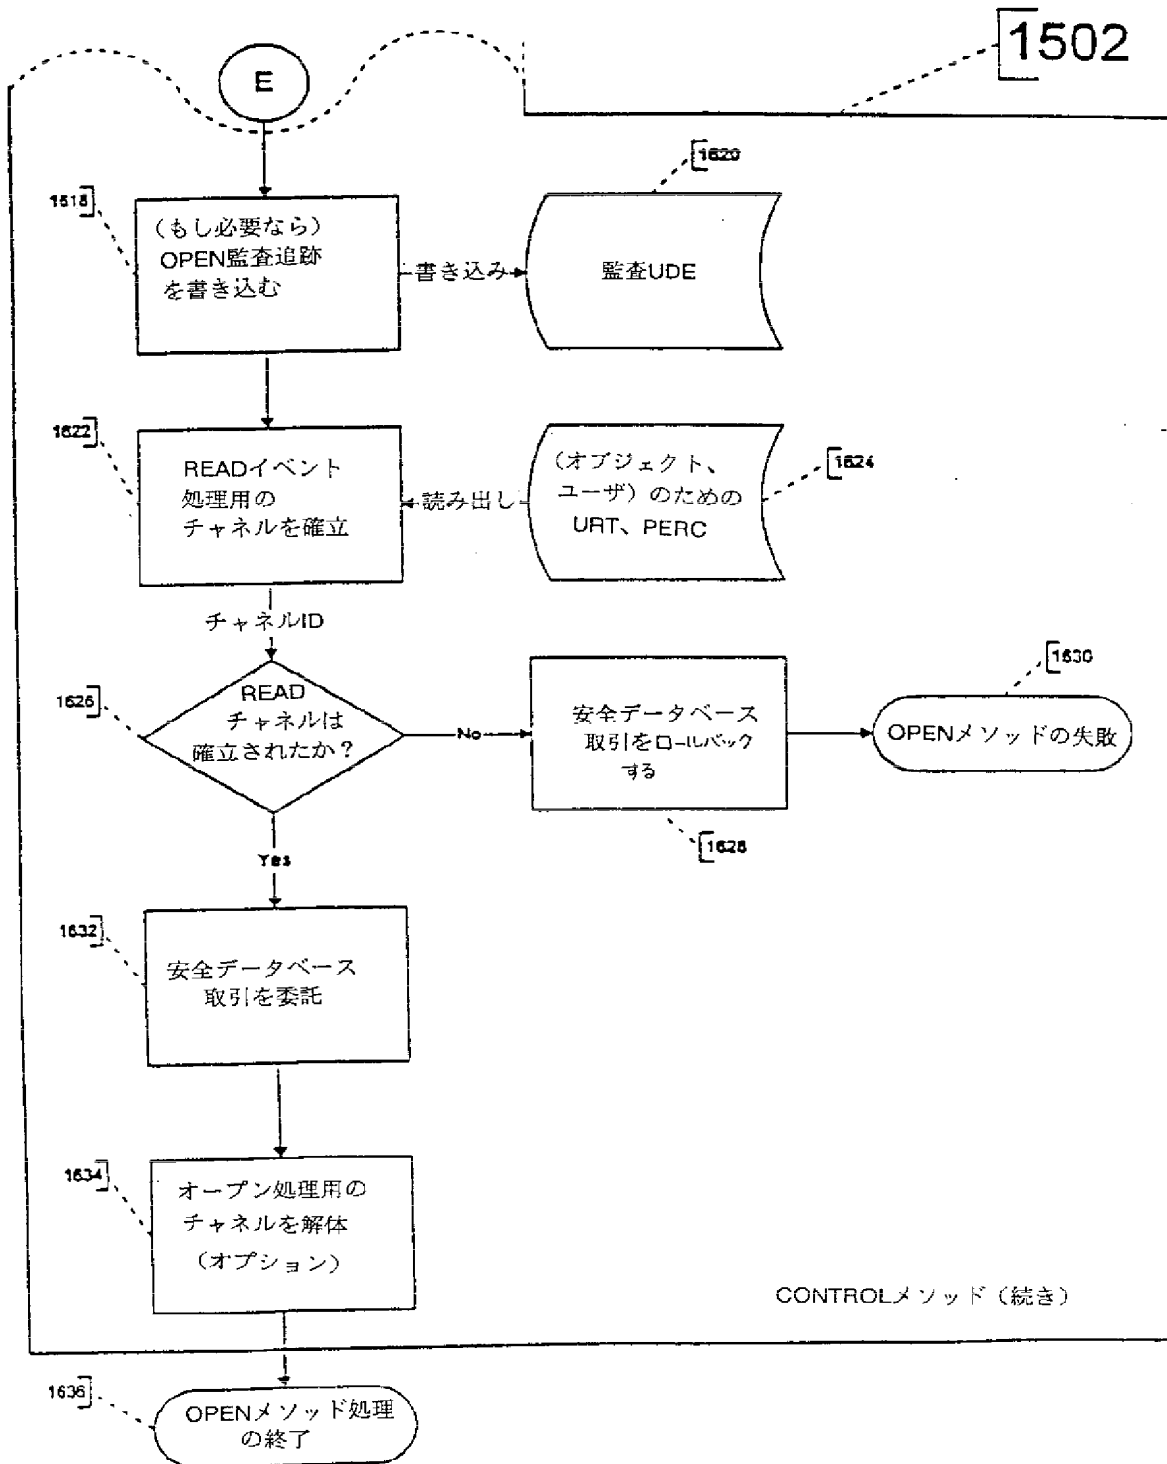 1502
E
1618
(もし必要なら)
OPEN監査追跡
を書き込む
書き込み
1620
監査UDE
1622
READイベント
処理用の
チャネルを確立
読み出し
(オブジェクト、
ユーザ)のための
URT、PERC
1624
チャネルID
1626
READ
チャネルは
確立されたか?
No
安全データベース
取引をロールバック
する
1628
OPENメソッドの失敗
1630
Yes
1632
安全データベース
取引を委託
1634
オープン処理用の
チャネルを解体
(オプション)
CONTROLメソッド(続き)
1636
OPENメソッド処理
の終了